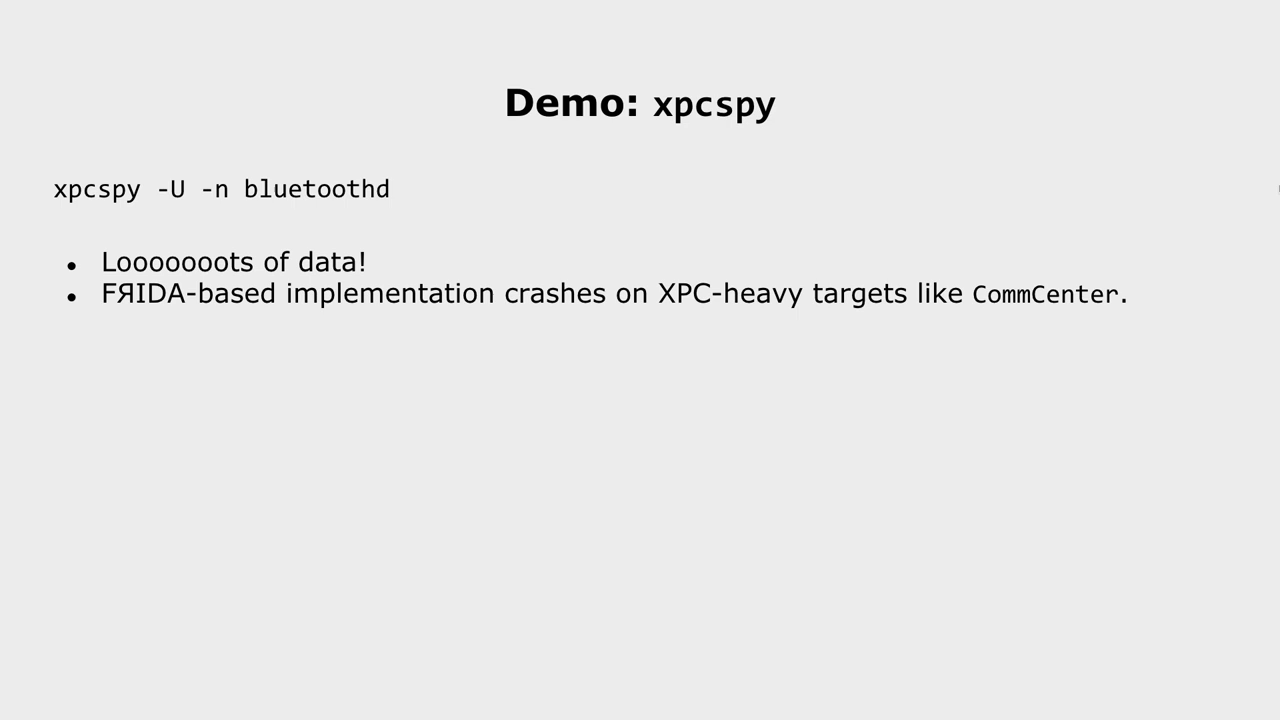 Demo: xpcspy
xpcspy -U -n bluetoothd
• Looooooots of data!
• FЯIDA-based implementation crashes on XPC-heavy targets like CommCenter.